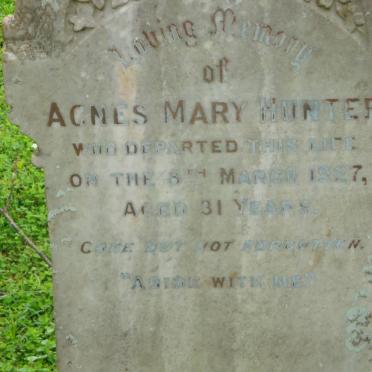 Loving Memory
of
AGNES MARY HUNTER
WHO DEPARTED THIS LIFE
ON THE 8TH MARCH 1927,
AGED 31 YEARS.
GONE BUT NOT FORGOTTEN.
"ABIDE WITH ME"